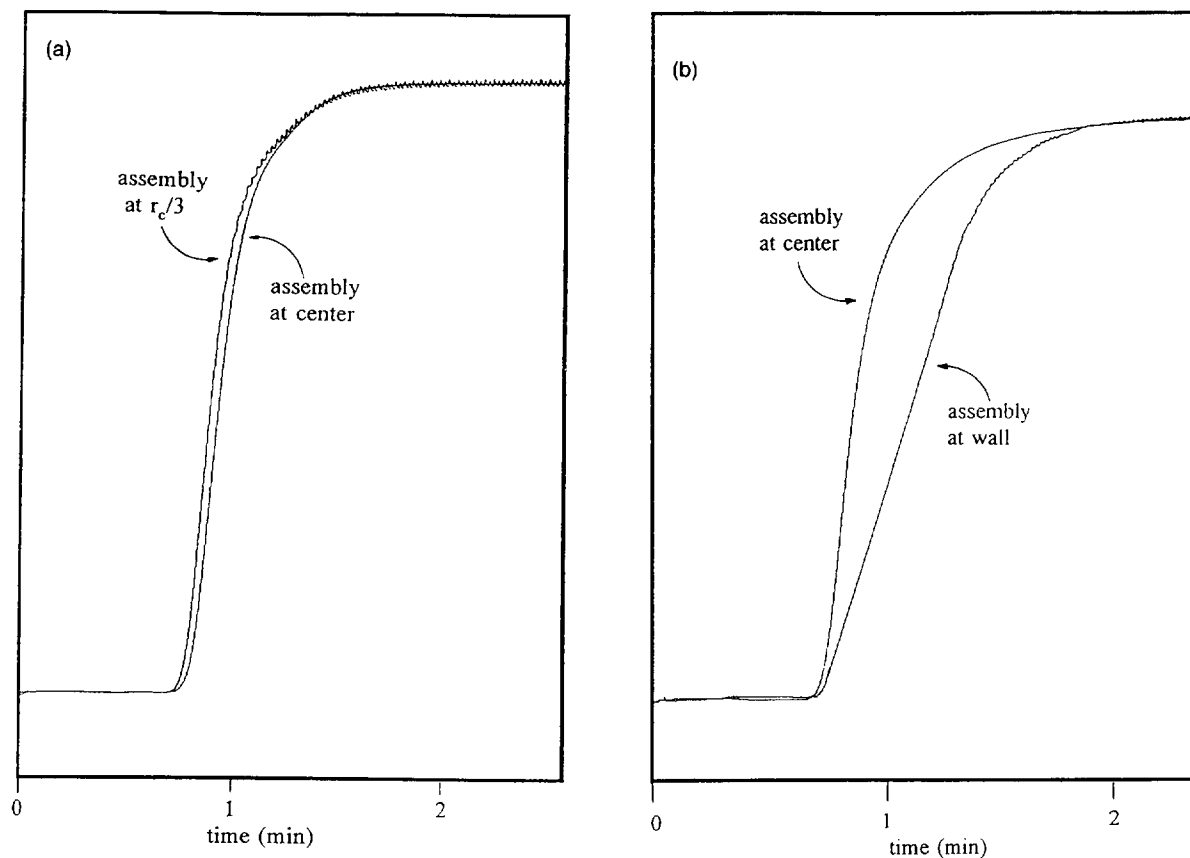 (a)
assembly
at r_c/3
assembly
at center
0
1
2
time (min)
(b)
assembly
at center
assembly
at wall
0
1
2
time (min)